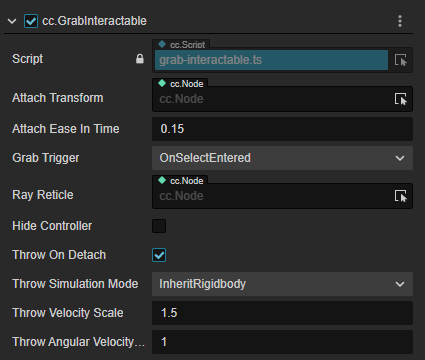 cc.GrabInteractable
cc.Script
Script grab-interactable.ts
cc.Node
Attach Transform cc.Node
Attach Ease In Time 0.15
Grab Trigger OnSelectEntered
cc.Node
Ray Reticle cc.Node
Hide Controller
Throw On Detach
Throw Simulation Mode InheritRigidbody
Throw Velocity Scale 1.5
Throw Angular Velocity... 1